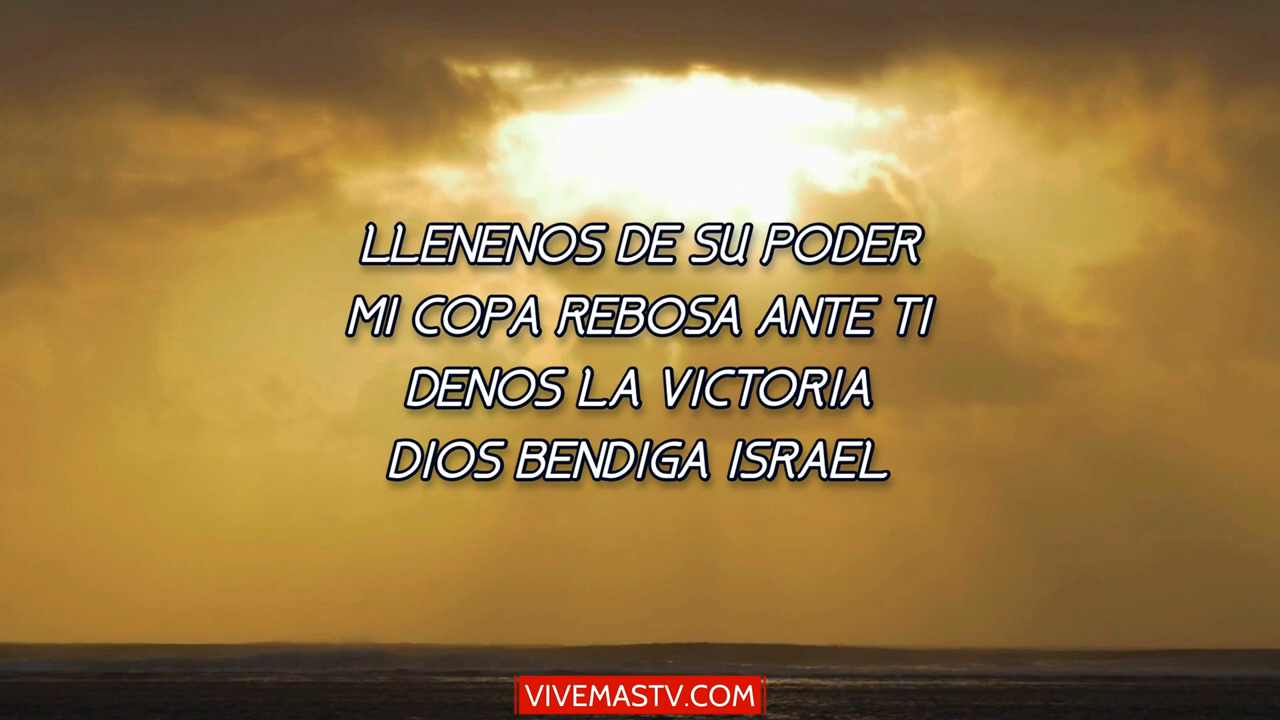 LLENENOS DE SU PODER
MI COPA REBOSA ANTE TI
DENOS LA VICTORIA
DIOS BENDIGA ISRAEL
VIVEMASTV.COM